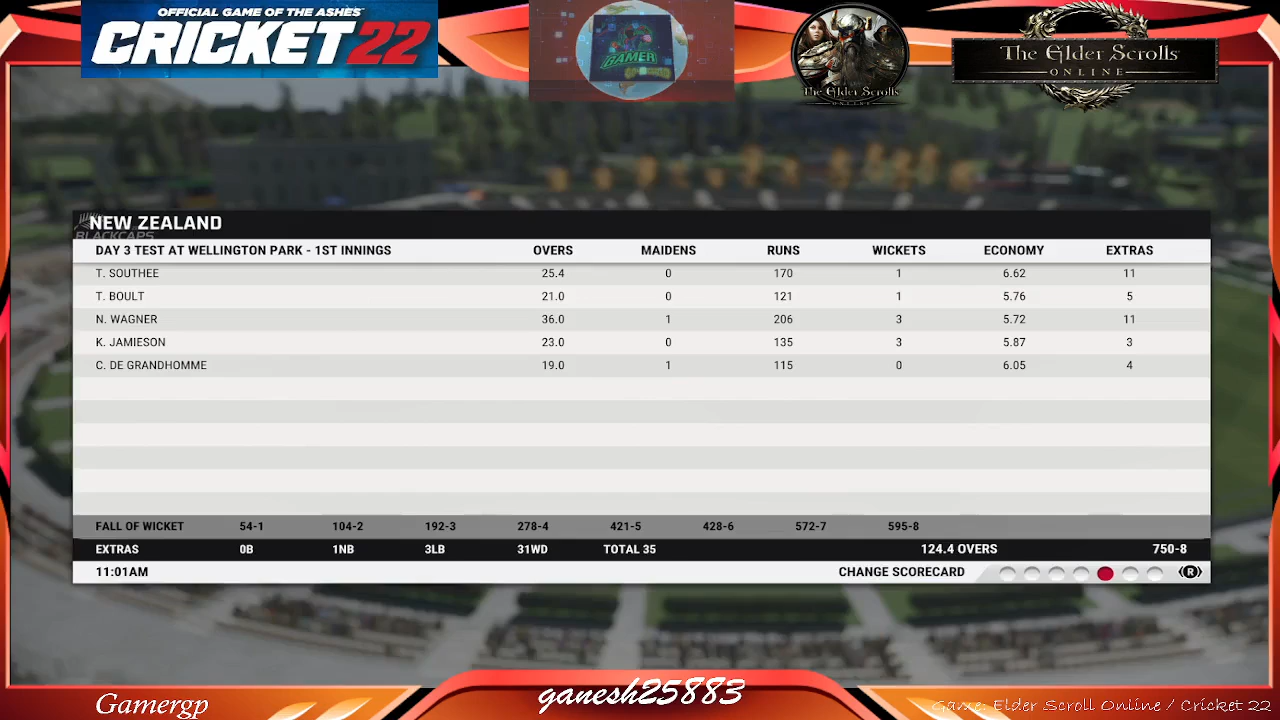 OFFICIAL GAME OF THE ASHES
CRICKET 22
GAMER
The Elder Scrolls
ONLINE
The Elder Scrolls
ONLINE
NEW ZEALAND
BLACKCAPS
DAY 3 TEST AT WELLINGTON PARK - 1ST INNINGS OVERS MAIDENS RUNS WICKETS ECONOMY EXTRAS
T. SOUTHEE 25.4 0 170 1 6.62 11
T. BOULT 21.0 0 121 1 5.76 5
N. WAGNER 36.0 1 206 3 5.72 11
K. JAMIESON 23.0 0 135 3 5.87 3
C. DE GRANDHOMME 19.0 1 115 0 6.05 4
FALL OF WICKET 54-1 104-2 192-3 278-4 421-5 428-6 572-7 595-8
EXTRAS 0B 1NB 3LB 31WD TOTAL 35 124.4 OVERS 750-8
11:01AM CHANGE SCORECARD R
Gamergp
ganesh25883
Game: Elder Scroll Online / Cricket 22